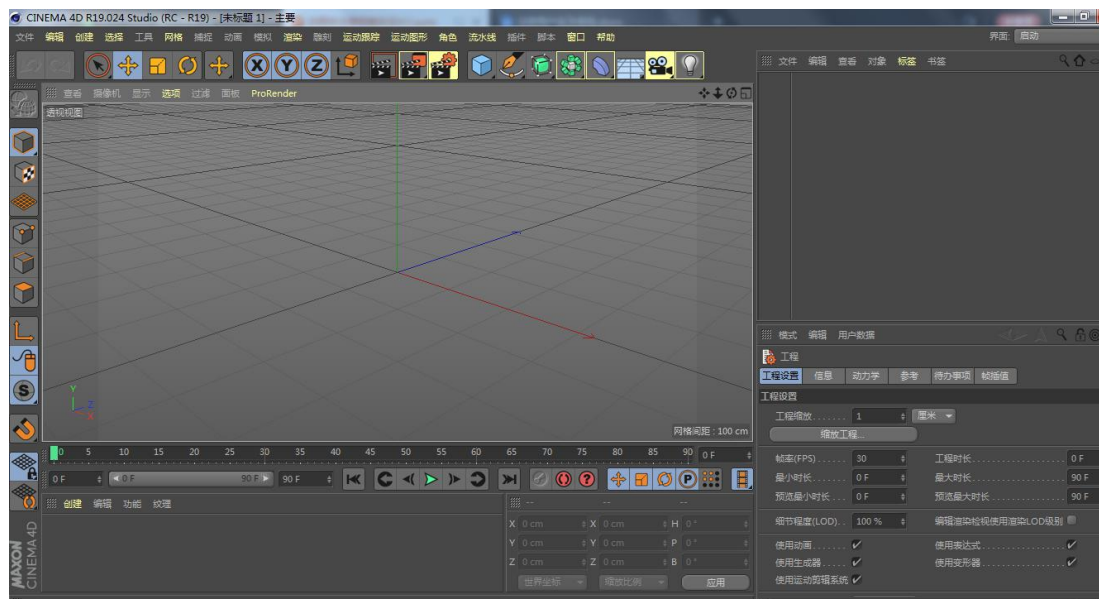 CINEMA 4D R19.024 Studio (RC - R19) - [未标题 1] - 主要
文件 编辑 创建 选择 工具 网格 捕捉 动画 模拟 渲染 雕刻 运动跟踪 运动图形 角色 流水线 插件 脚本 窗口 帮助 界面: 启动
X Y Z
文件 编辑 查看 对象 标签 书签
查看 摄像机 显示 选项 过滤 面板 ProRender
透视视图
Y
Z
X
网格间距 : 100 cm
0 5 10 15 20 25 30 35 40 45 50 55 60 65 70 75 80 85 90 0 F
0 F 0 F 90 F 90 F
P
S
创建 编辑 功能 纹理
-- -- --
X 0 cm X 0 cm H 0 °
Y 0 cm Y 0 cm P 0 °
Z 0 cm Z 0 cm B 0 °
世界坐标 缩放比例 应用
MAXON
CINEMA 4D
模式 编辑 用户数据
工程
工程设置 信息 动力学 参考 待办事项 帧插值
工程设置
工程缩放 . . . . . . . 1 厘米
缩放工程...
帧率(FPS) . . . . . . 30 工程时长 . . . . . . . . . . . . . . . . . 0 F
最小时长 . . . . . . . 0 F 最大时长 . . . . . . . . . . . . . . . . . 90 F
预览最小时长 . . . 0 F 预览最大时长 . . . . . . . . . . . . . 90 F
细节程度(LOD) . . 100 % 编辑渲染检视使用渲染LOD级别
使用动画 . . . . . . . 使用表达式 . . . . . . . . . . . . . . .
使用生成器 . . . . . 使用变形器 . . . . . . . . . . . . . . .
使用运动剪辑系统